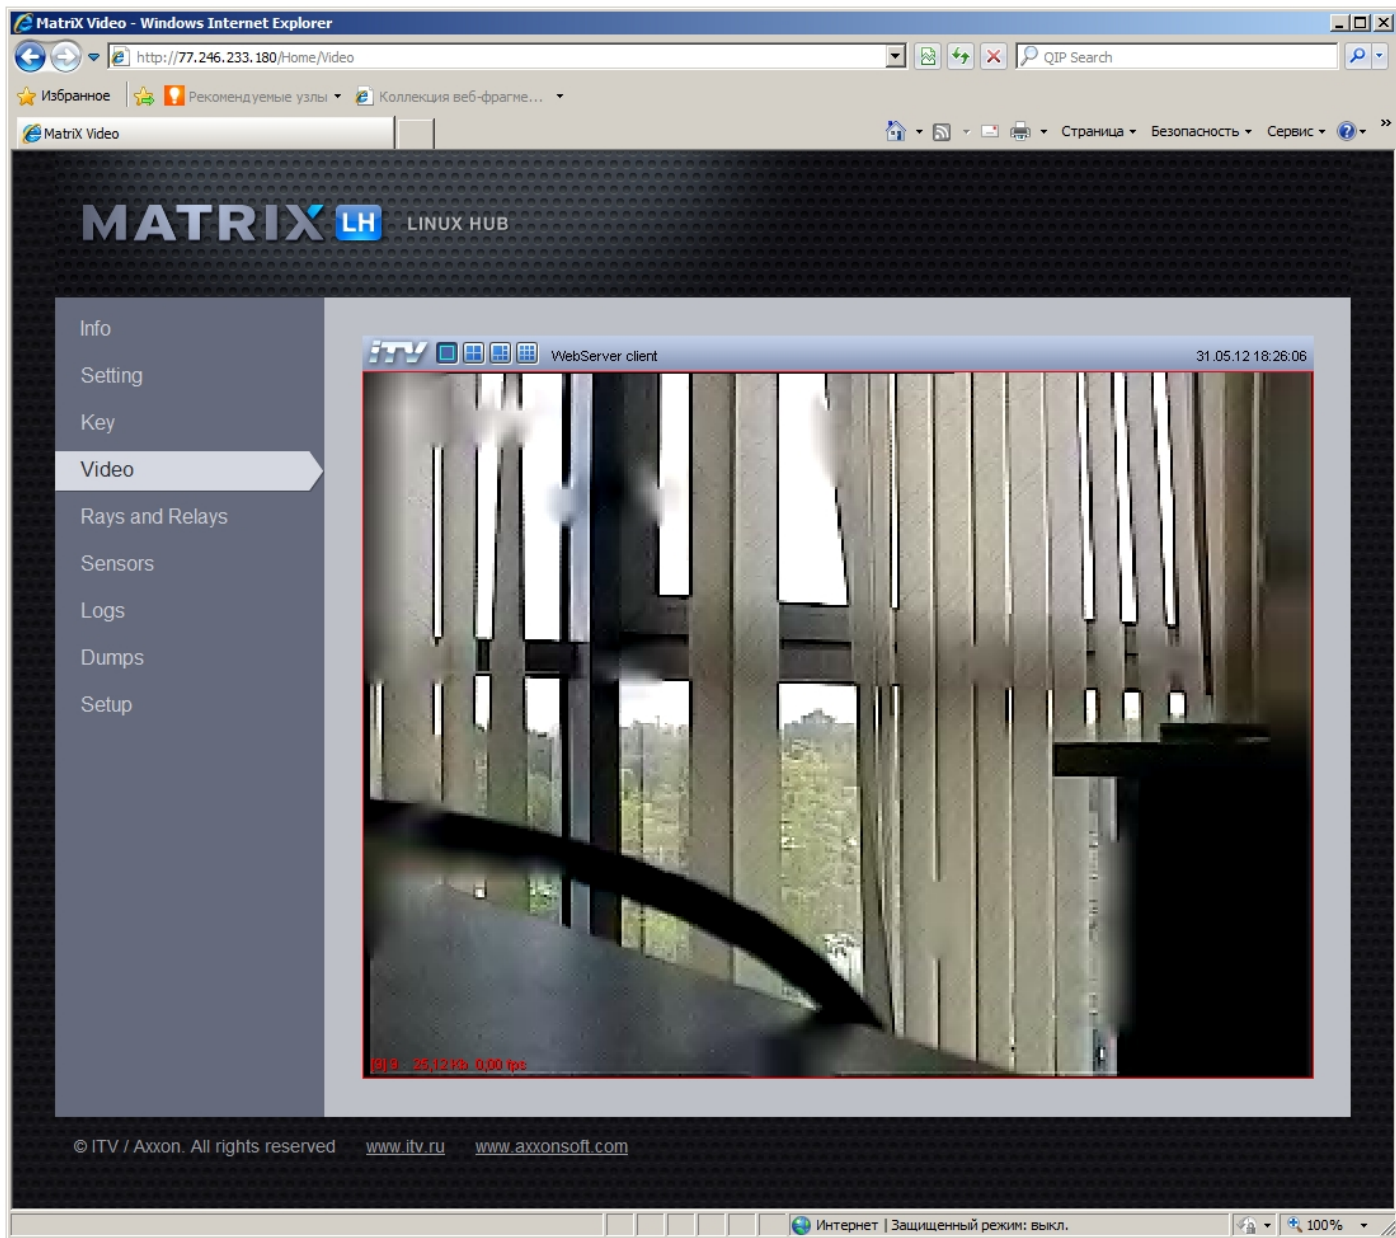 MatriX Video - Windows Internet Explorer
http://77.246.233.180/Home/Video
QIP Search
Избранное
Рекомендуемые узлы
Коллекция веб-фрагме...
MatriX Video
Страница
Безопасность
Сервис
»
MATRIX LH LINUX HUB
Info
Setting
Key
Video
Rays and Relays
Sensors
Logs
Dumps
Setup
iTV
WebServer client
31.05.12 18:26:06
[9] 9 : 25,12 Kb 0,00 fps
© ITV / Axxon. All rights reserved
www.itv.ru
www.axxonsoft.com
Интернет | Защищенный режим: выкл.
100%